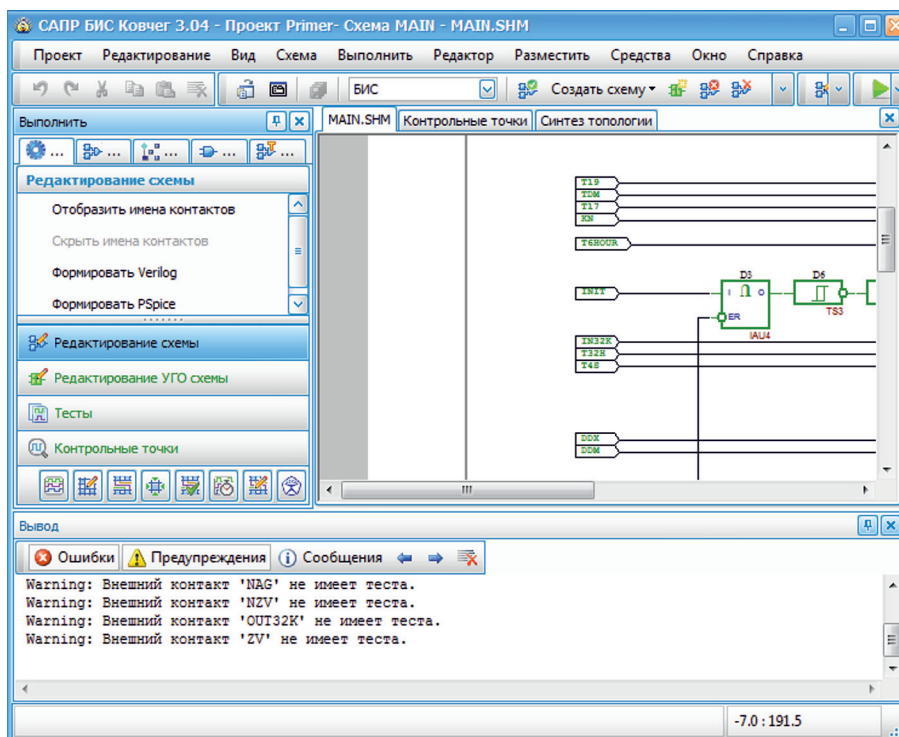 САПР БИС Ковчег 3.04 - Проект Primer- Схема MAIN - MAIN.SHM
Проект Редактирование Вид Схема Выполнить Редактор Разместить Средства Окно Справка
БИС Создать схему
Выполнить
MAIN.SHM Контрольные точки Синтез топологии
... ... ... ... ...
Редактирование схемы
Отобразить имена контактов
Скрыть имена контактов
Формировать Verilog
Формировать PSpice
Редактирование схемы
Редактирование УГО схемы
Тесты
Контрольные точки
T19
TDM
T17
KN
T6HOUR
D3 D6
INIT I O
ER TS3
IAU4
IN32K
T32H
T48
DDX
DDM
Вывод
Ошибки Предупреждения Сообщения
Warning: Внешний контакт 'NAG' не имеет теста.
Warning: Внешний контакт 'NZV' не имеет теста.
Warning: Внешний контакт 'OUT32K' не имеет теста.
Warning: Внешний контакт 'ZV' не имеет теста.
-7.0 : 191.5